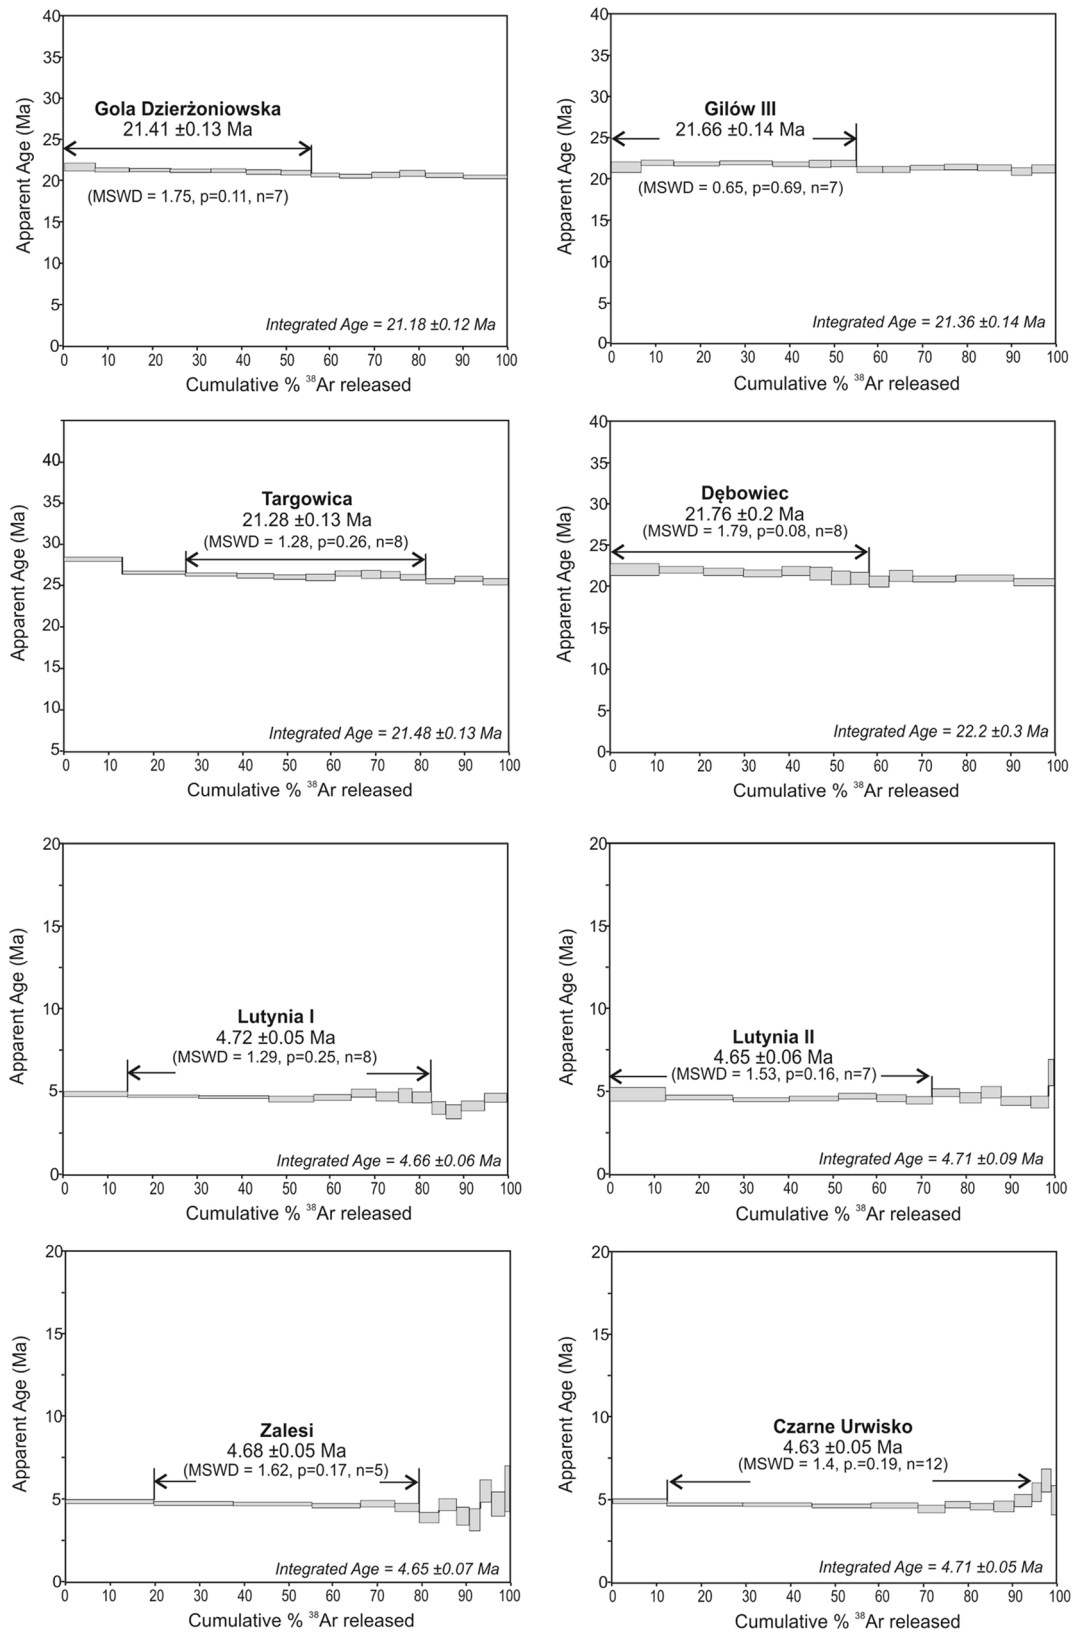 40
35
30
25
20
15
10
5
0
Apparent Age (Ma)
Gola Dzierżoniowska
21.41 ±0.13 Ma
(MSWD = 1.75, p=0.11, n=7)
Integrated Age = 21.18 ±0.12 Ma
0 10 20 30 40 50 60 70 80 90 100
Cumulative % 38Ar released
40
35
30
25
20
15
10
5
0
Apparent Age (Ma)
Gilów III
21.66 ±0.14 Ma
(MSWD = 0.65, p=0.69, n=7)
Integrated Age = 21.36 ±0.14 Ma
0 10 20 30 40 50 60 70 80 90 100
Cumulative % 38Ar released
40
35
30
25
20
15
10
5
Apparent Age (Ma)
Targowica
21.28 ±0.13 Ma
(MSWD = 1.28, p=0.26, n=8)
Integrated Age = 21.48 ±0.13 Ma
0 10 20 30 40 50 60 70 80 90 100
Cumulative % 38Ar released
40
35
30
25
20
15
10
5
0
Apparent Age (Ma)
Dębowiec
21.76 ±0.2 Ma
(MSWD = 1.79, p=0.08, n=8)
Integrated Age = 22.2 ±0.3 Ma
0 10 20 30 40 50 60 70 80 90 100
Cumulative % 38Ar released
20
15
10
5
0
Apparent Age (Ma)
Lutynia I
4.72 ±0.05 Ma
(MSWD = 1.29, p=0.25, n=8)
Integrated Age = 4.66 ±0.06 Ma
0 10 20 30 40 50 60 70 80 90 100
Cumulative % 38Ar released
20
15
10
5
0
Apparent Age (Ma)
Lutynia II
4.65 ±0.06 Ma
(MSWD = 1.53, p=0.16, n=7)
Integrated Age = 4.71 ±0.09 Ma
0 10 20 30 40 50 60 70 80 90 100
Cumulative % 38Ar released
20
15
10
5
0
Apparent Age (Ma)
Zalesi
4.68 ±0.05 Ma
(MSWD = 1.62, p=0.17, n=5)
Integrated Age = 4.65 ±0.07 Ma
0 10 20 30 40 50 60 70 80 90 100
Cumulative % 38Ar released
20
15
10
5
0
Apparent Age (Ma)
Czarne Urwisko
4.63 ±0.05 Ma
(MSWD = 1.4, p.=0.19, n=12)
Integrated Age = 4.71 ±0.05 Ma
0 10 20 30 40 50 60 70 80 90 100
Cumulative % 38Ar released